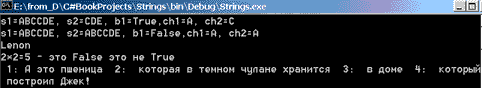 E:\from_D\C#BookProjects\Strings\bin\Debug\Strings.exe
s1=ABCCDE, s2=CDE, b1=True,ch1=A, ch2=C
s1=ABCCDE, s2=ABCCDE, b1=False,ch1=A, ch2=A
Lenon
2×2=5 - это False это не True
1: А это пшеница 2: которая в темном чулане хранится 3: в доме 4: который
построил Джек!